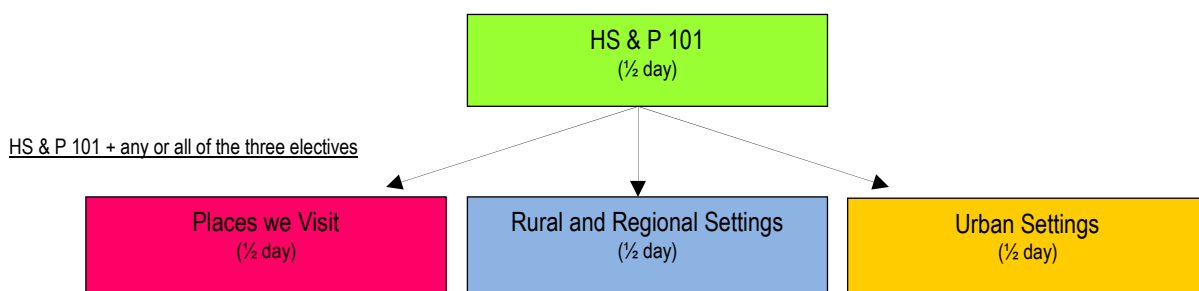 HS & P 101
(½ day)
HS & P 101 + any or all of the three electives
Places we Visit
(½ day)
Rural and Regional Settings
(½ day)
Urban Settings
(½ day)